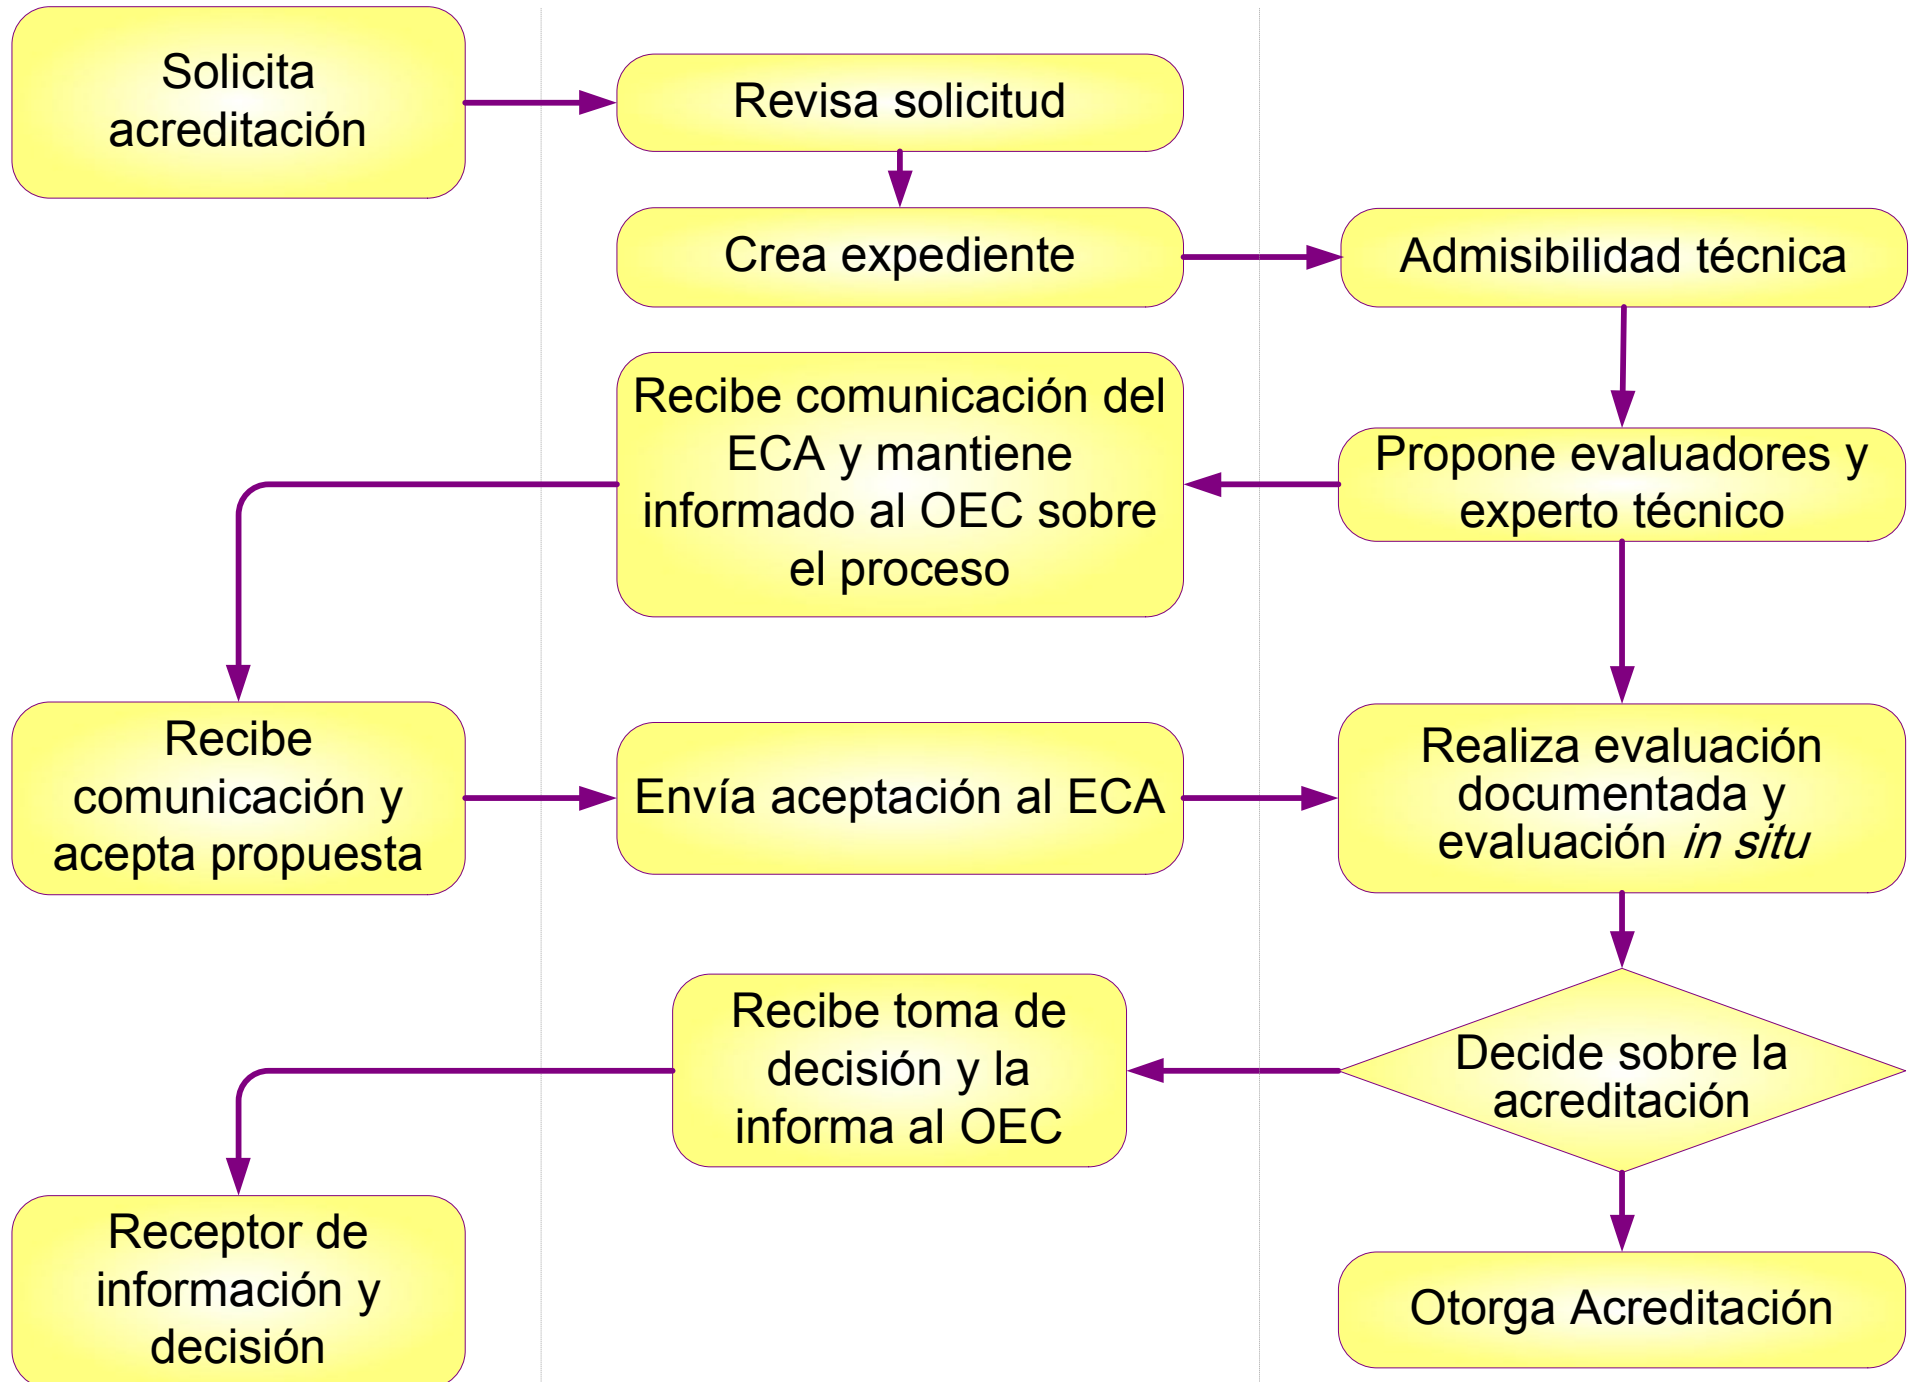 Solicita
acreditación
Revisa solicitud
Crea expediente
Admisibilidad técnica
Recibe comunicación del
ECA y mantiene
informado al OEC sobre
el proceso
Propone evaluadores y
experto técnico
Recibe
comunicación y
acepta propuesta
Envía aceptación al ECA
Realiza evaluación
documentada y
evaluación in situ
Recibe toma de
decisión y la
informa al OEC
Decide sobre la
acreditación
Receptor de
información y
decisión
Otorga Acreditación